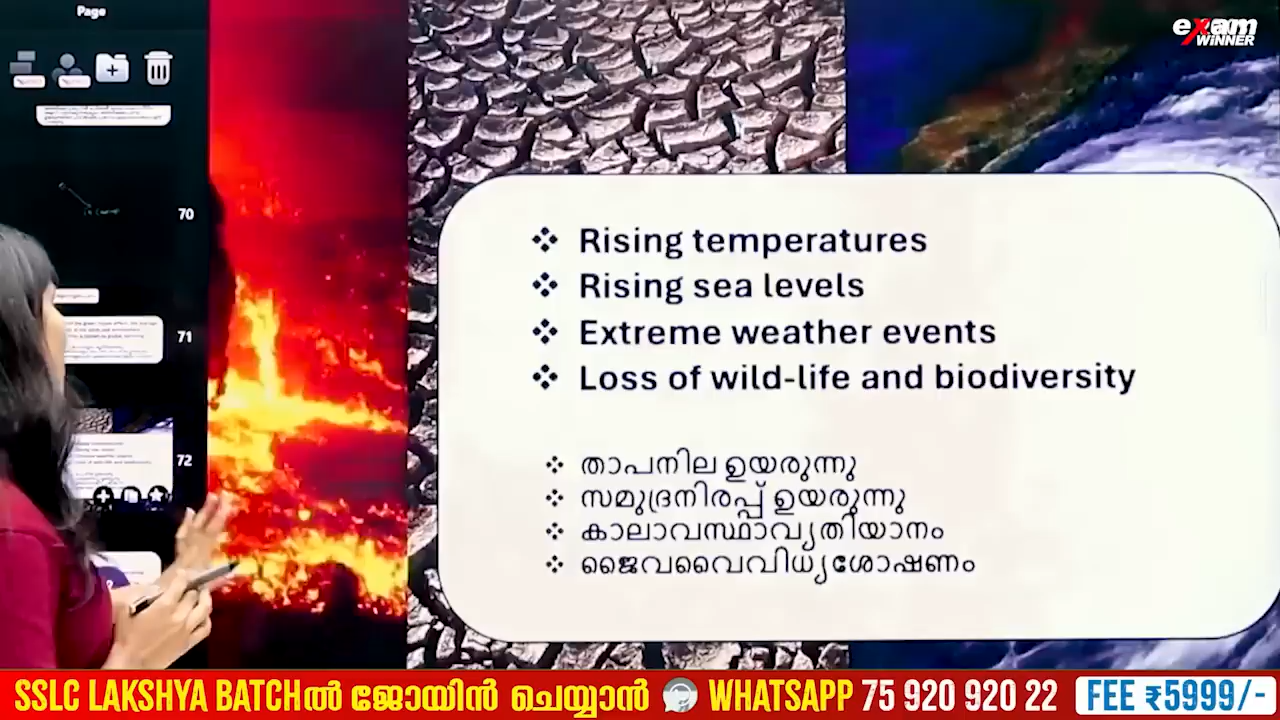 Page
exam
WINNER
70
71
72
❖ Rising temperatures
❖ Rising sea levels
❖ Extreme weather events
❖ Loss of wild-life and biodiversity
❖ താപനില ഉയരുന്നു
❖ സമുദ്രനിരപ്പ് ഉയരുന്നു
❖ കാലാവസ്ഥാവ്യതിയാനം
❖ ജൈവവൈവിധ്യശോഷണം
SSLC LAKSHYA BATCHൽ ജോയിൻ ചെയ്യാൻ WHATSAPP 75 920 920 22 FEE ₹5999/-